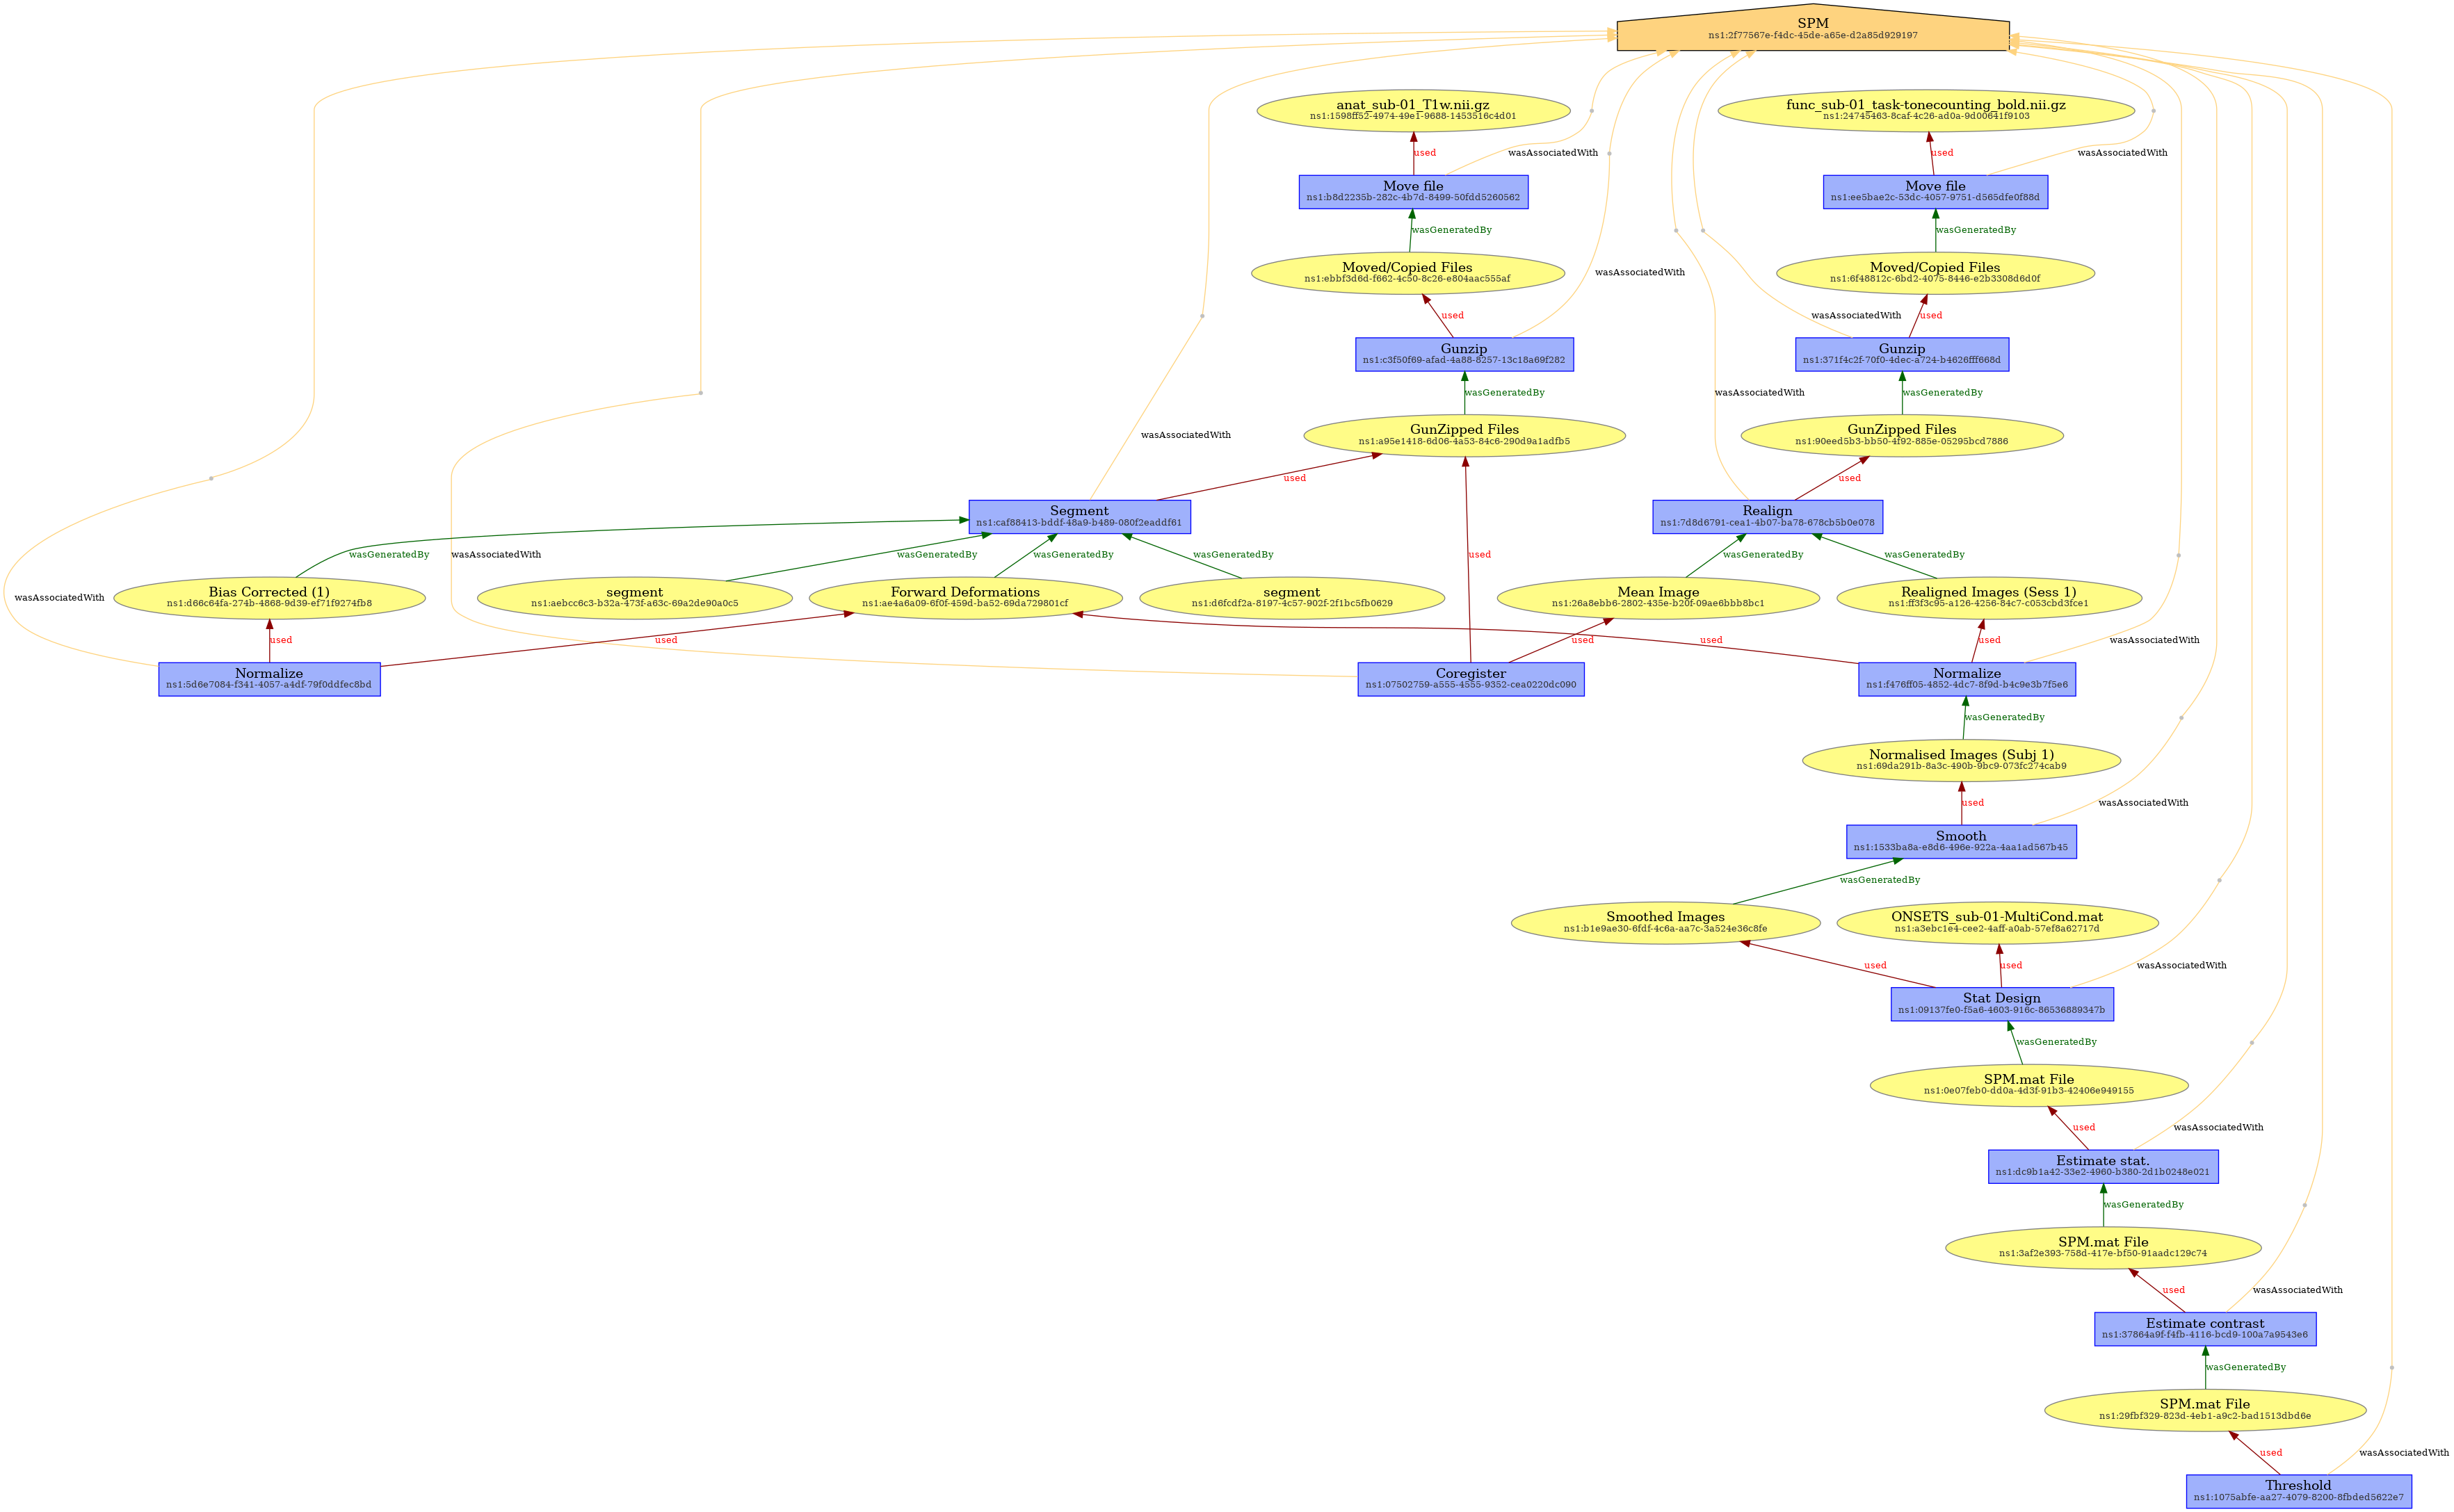 SPM
ns1:2f77567e-f4dc-45de-a65e-d2a85d929197
anat_sub-01_T1w.nii.gz
ns1:1598ff52-4974-49e1-9688-1453516c4d01
func_sub-01_task-tonecounting_bold.nii.gz
ns1:24745463-8caf-4c26-ad0a-9d00641f9103
used
wasAssociatedWith
used
wasAssociatedWith
Move file
ns1:b8d2235b-282c-4b7d-8499-50fdd5260562
Move file
ns1:ee5bae2c-53dc-4057-9751-d565dfe0f88d
wasGeneratedBy
wasGeneratedBy
Moved/Copied Files
ns1:ebbf3d6d-f662-4c50-8c26-e804aac555af
Moved/Copied Files
ns1:6f48812c-6bd2-4075-8446-e2b3308d6d0f
wasAssociatedWith
used
wasAssociatedWith
used
Gunzip
ns1:c3f50f69-afad-4a88-8257-13c18a69f282
Gunzip
ns1:371f4c2f-70f0-4dec-a724-b4626fff668d
wasGeneratedBy
wasAssociatedWith
wasGeneratedBy
GunZipped Files
ns1:a95e1418-6d06-4a53-84c6-290d9a1adfb5
GunZipped Files
ns1:90eed5b3-bb50-4f92-885e-05295bcd7886
wasAssociatedWith
used
used
Segment
ns1:caf88413-bddf-48a9-b489-080f2eaddf61
Realign
ns1:7d8d6791-cea1-4b07-ba78-678cb5b0e078
wasGeneratedBy
wasAssociatedWith
wasGeneratedBy
wasGeneratedBy
wasGeneratedBy
used
wasGeneratedBy
wasGeneratedBy
wasAssociatedWith
Bias Corrected (1)
ns1:d66c64fa-274b-4868-9d39-ef71f9274fb8
segment
ns1:aebcc6c3-b32a-473f-a63c-69a2de90a0c5
Forward Deformations
ns1:ae4a6a09-6f0f-459d-ba52-69da729801cf
segment
ns1:d6fcdf2a-8197-4c57-902f-2f1bc5fb0629
Mean Image
ns1:26a8ebb6-2802-435e-b20f-09ae6bbb8bc1
Realigned Images (Sess 1)
ns1:ff3f3c95-a126-4256-84c7-c053cbd3fce1
used
used
used
used
used
wasAssociatedWith
Normalize
ns1:5d6e7084-f341-4057-a4df-79f0ddfec8bd
Coregister
ns1:07502759-a555-4555-9352-cea0220dc090
Normalize
ns1:f476ff05-4852-4dc7-8f9d-b4c9e3b7f5e6
wasGeneratedBy
Normalised Images (Subj 1)
ns1:69da291b-8a3c-490b-9bc9-073fc274cab9
used
wasAssociatedWith
Smooth
ns1:1533ba8a-e8d6-496e-922a-4aa1ad567b45
wasGeneratedBy
Smoothed Images
ns1:b1e9ae30-6fdf-4c6a-aa7c-3a524e36c8fe
ONSETS_sub-01-MultiCond.mat
ns1:a3ebc1e4-cee2-4aff-a0ab-57ef8a62717d
used
used
wasAssociatedWith
Stat Design
ns1:09137fe0-f5a6-4603-916c-86536889347b
wasGeneratedBy
SPM.mat File
ns1:0e07feb0-dd0a-4d3f-91b3-42406e949155
used
wasAssociatedWith
Estimate stat.
ns1:dc9b1a42-33e2-4960-b380-2d1b0248e021
wasGeneratedBy
SPM.mat File
ns1:3af2e393-758d-417e-bf50-91aadc129c74
used
wasAssociatedWith
Estimate contrast
ns1:37864a9f-f4fb-4116-bcd9-100a7a9543e6
wasGeneratedBy
SPM.mat File
ns1:29fbf329-823d-4eb1-a9c2-bad1513dbd6e
used
wasAssociatedWith
Threshold
ns1:1075abfe-aa27-4079-8200-8fbded5622e7